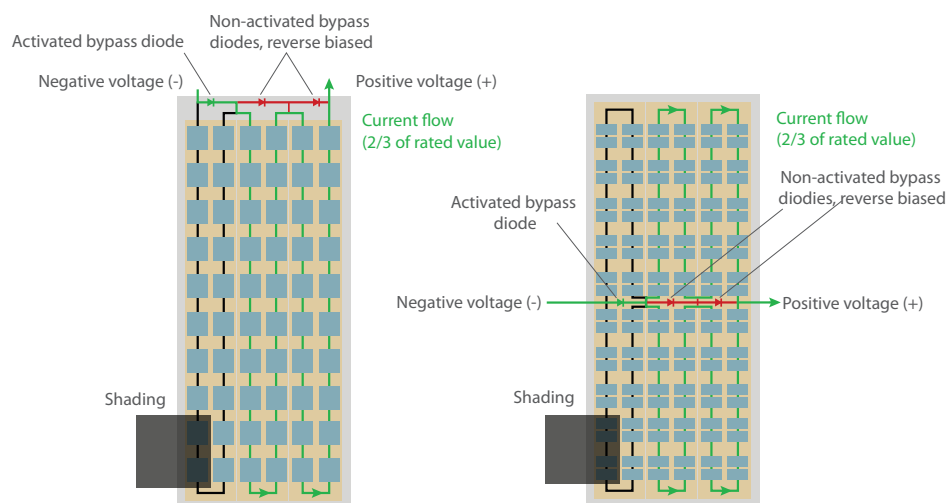 Non-activated bypass
diodes, reverse biased
Activated bypass diode
Negative voltage (-)
Positive voltage (+)
Current flow
(2/3 of rated value)
Shading
Current flow
(2/3 of rated value)
Non-activated bypass
diodies, reverse biased
Activated bypass
diode
Negative voltage (-)
Positive voltage (+)
Shading